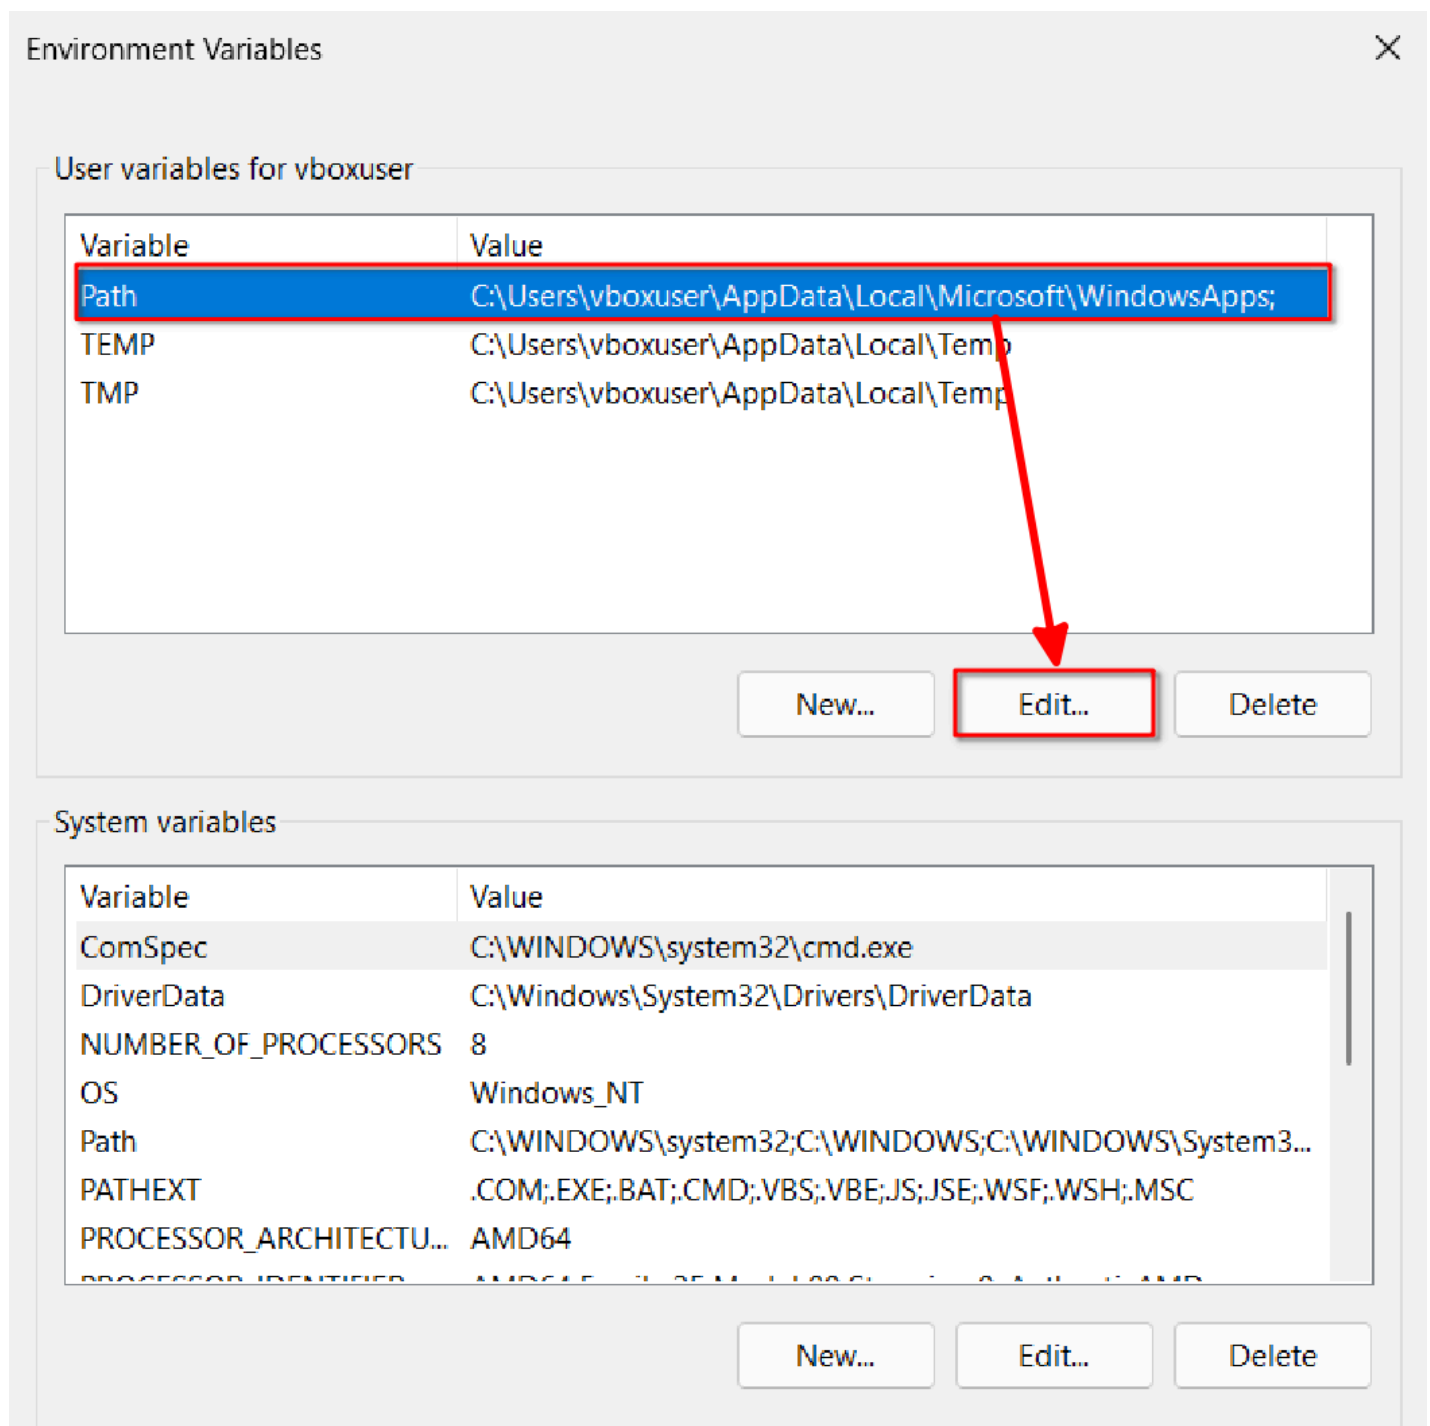 Environment Variables
User variables for vboxuser
Variable Value
Path C:\Users\vboxuser\AppData\Local\Microsoft\WindowsApps;
TEMP C:\Users\vboxuser\AppData\Local\Temp
TMP C:\Users\vboxuser\AppData\Local\Temp
New... Edit... Delete
System variables
Variable Value
ComSpec C:\WINDOWS\system32\cmd.exe
DriverData C:\Windows\System32\Drivers\DriverData
NUMBER_OF_PROCESSORS 8
OS Windows_NT
Path C:\WINDOWS\system32;C:\WINDOWS;C:\WINDOWS\System3...
PATHEXT .COM;.EXE;.BAT;.CMD;.VBS;.VBE;.JS;.JSE;.WSF;.WSH;.MSC
PROCESSOR_ARCHITECTU... AMD64
PROCESSOR_IDENTIFIER AMD64 Family
New... Edit... Delete